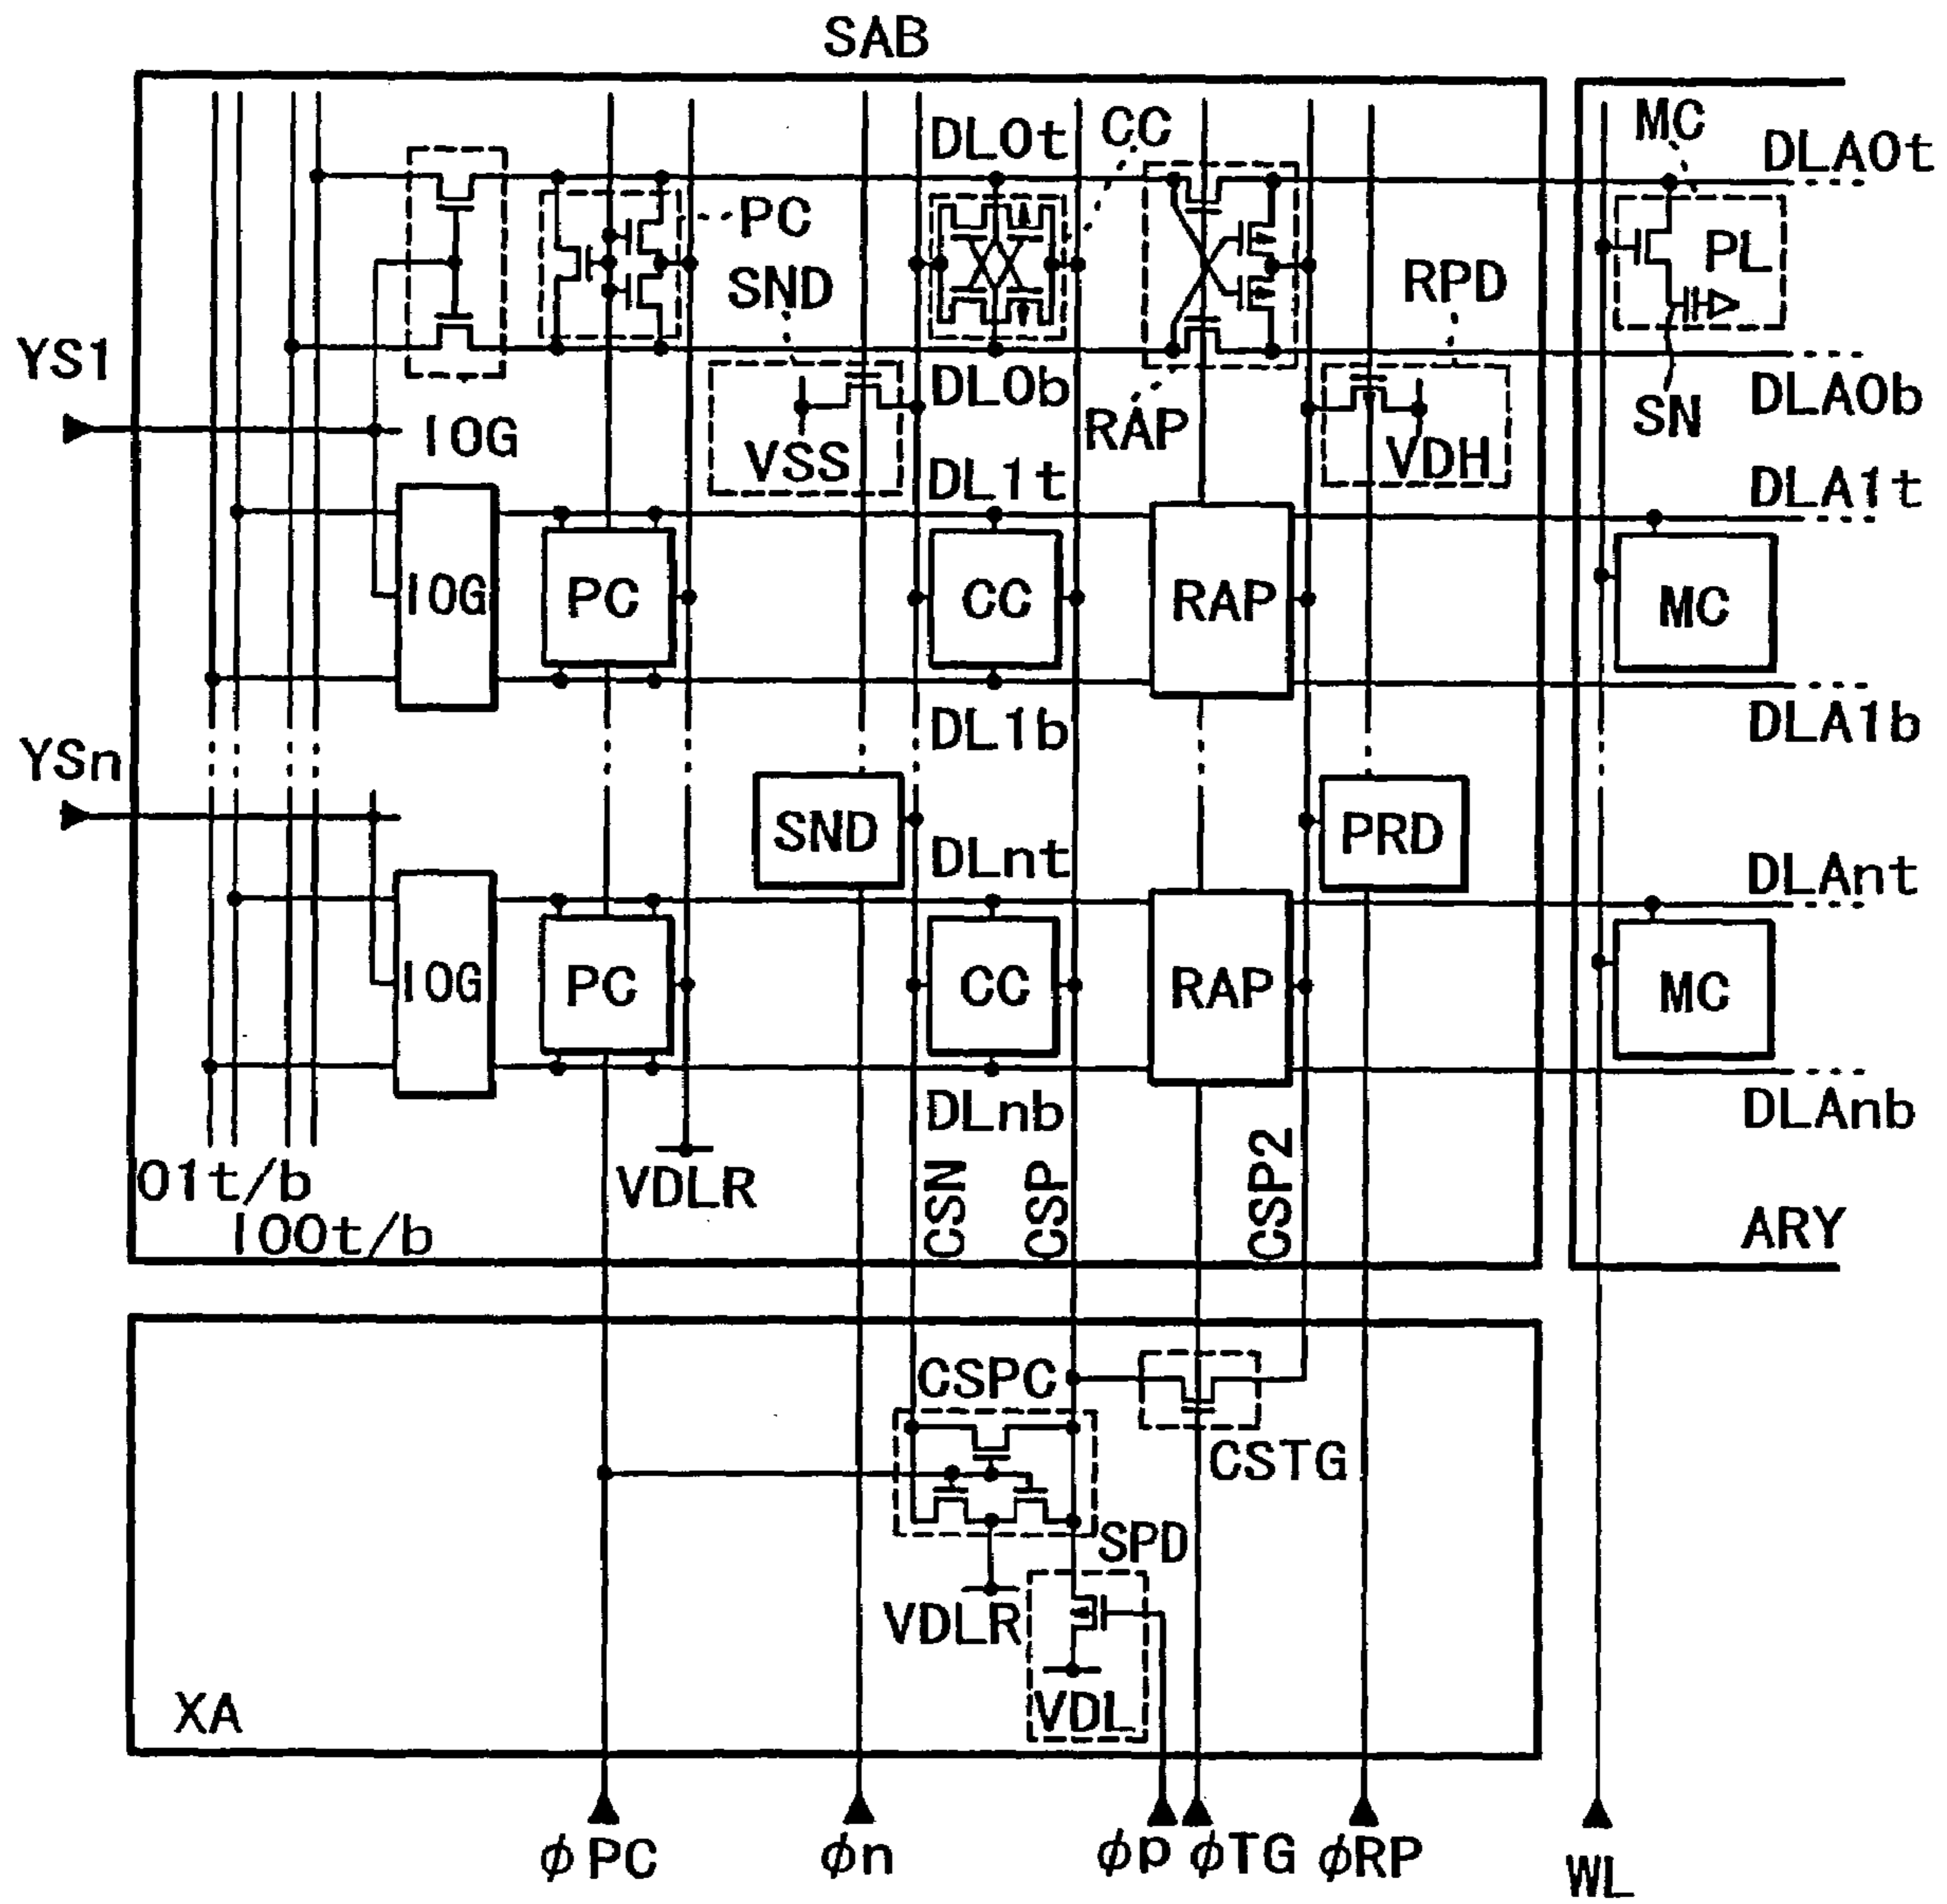 SAB
DL0t
CC
MC
DLA0t
PC
SND
PL
RPD
YS1
IOG
DL0b
RAP
SN
DLA0b
VSS
VDH
DL1t
DLA1t
IOG
PC
CC
RAP
MC
DL1b
DLA1b
YSn
SND
PRD
DLnt
DLAnt
IOG
PC
CC
RAP
MC
DLnb
DLAnb
01t/b
VDLR
CSN
CSP
CSP2
IO0t/b
ARY
CSPC
CSTG
SPD
VDLR
VDL
XA
φPC
φn
φp
φTG
φRP
WL